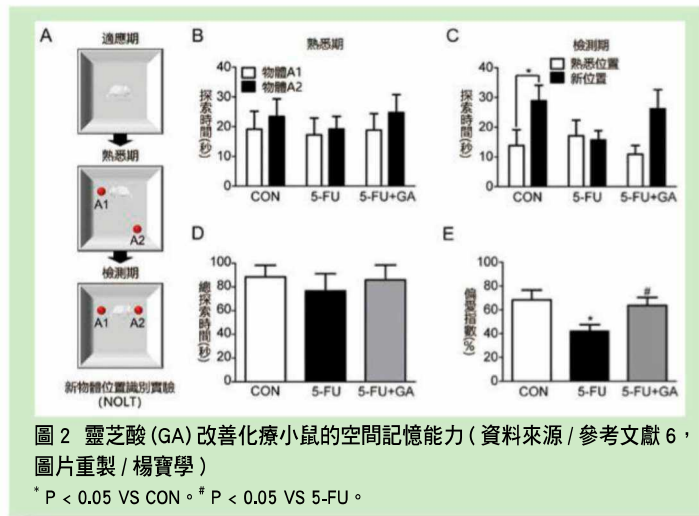 A
適應期
熟悉期
A1
A2
檢測期
A1 A2
新物體位置識別實驗
(NOLT)
B
熟悉期
物體A1
物體A2
探索時間(秒)
40
30
20
10
0
CON 5-FU 5-FU+GA
C
檢測期
熟悉位置
新位置
*
探索時間(秒)
40
30
20
10
0
CON 5-FU 5-FU+GA
D
總探索時間(秒)
100
80
60
40
20
0
CON 5-FU 5-FU+GA
E
偏愛指數(%)
100
80
60
40
20
0
*
#
CON 5-FU 5-FU+GA
圖 2 靈芝酸 (GA) 改善化療小鼠的空間記憶能力 ( 資料來源 / 參考文獻 6，
圖片重製 / 楊寶學 )
* P < 0.05 VS CON。# P < 0.05 VS 5-FU。